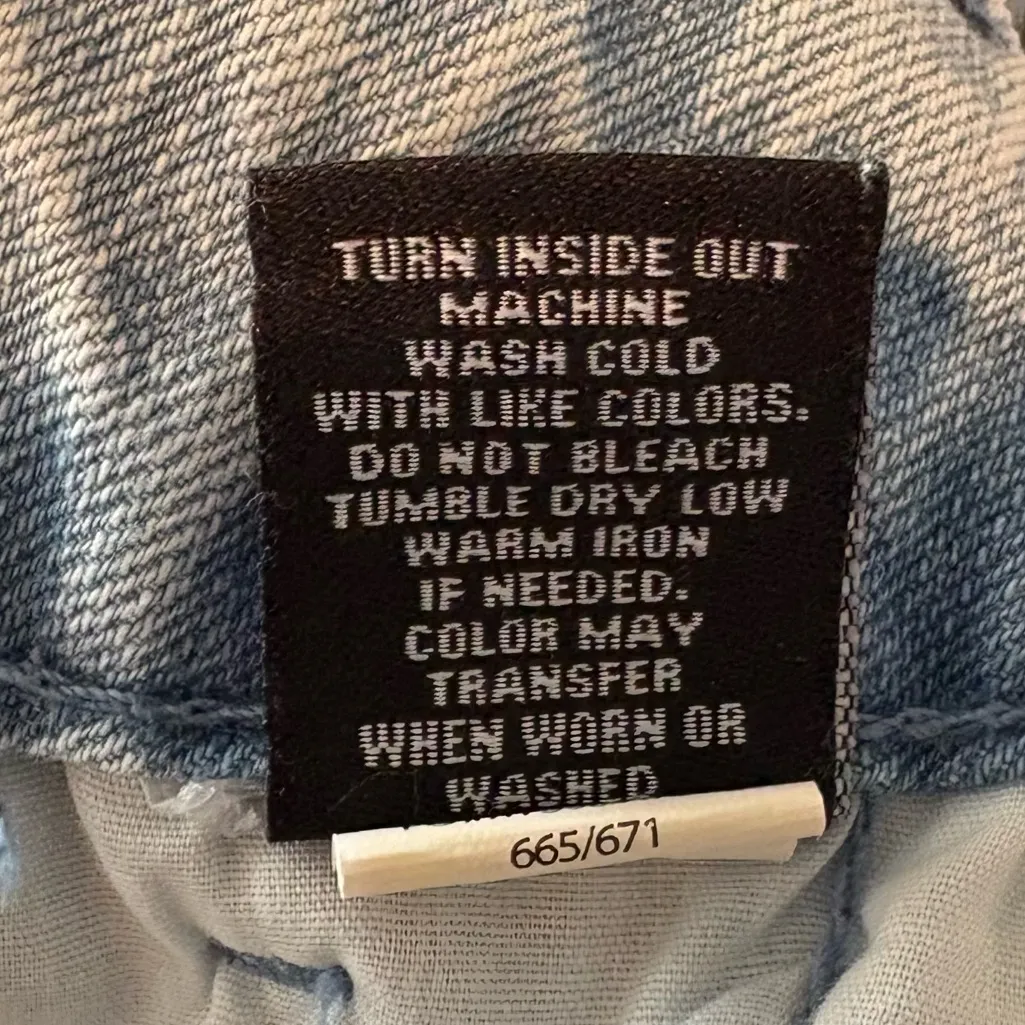 TURN INSIDE OUT
MACHINE
WASH COLD
WITH LIKE COLORS.
DO NOT BLEACH
TUMBLE DRY LOW
WARM IRON
IF NEEDED.
COLOR MAY
TRANSFER
WHEN WORN OR
WASHED
665/671